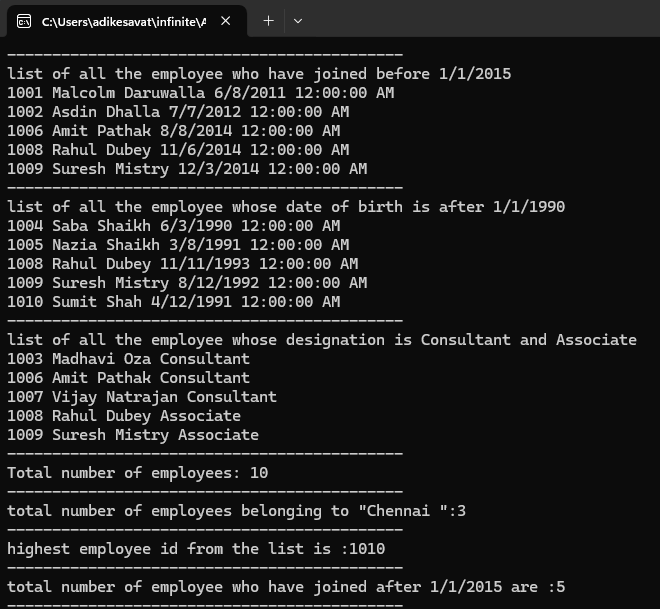 C:\Users\adikesavat\infinite\A
------------------------------------------------
list of all the employee who have joined before 1/1/2015
1001 Malcolm Daruwalla 6/8/2011 12:00:00 AM
1002 Asdin Dhalla 7/7/2012 12:00:00 AM
1006 Amit Pathak 8/8/2014 12:00:00 AM
1008 Rahul Dubey 11/6/2014 12:00:00 AM
1009 Suresh Mistry 12/3/2014 12:00:00 AM
------------------------------------------------
list of all the employee whose date of birth is after 1/1/1990
1004 Saba Shaikh 6/3/1990 12:00:00 AM
1005 Nazia Shaikh 3/8/1991 12:00:00 AM
1008 Rahul Dubey 11/11/1993 12:00:00 AM
1009 Suresh Mistry 8/12/1992 12:00:00 AM
1010 Sumit Shah 4/12/1991 12:00:00 AM
------------------------------------------------
list of all the employee whose designation is Consultant and Associate
1003 Madhavi Oza Consultant
1006 Amit Pathak Consultant
1007 Vijay Natrajan Consultant
1008 Rahul Dubey Associate
1009 Suresh Mistry Associate
------------------------------------------------
Total number of employees: 10
------------------------------------------------
total number of employees belonging to "Chennai ":3
------------------------------------------------
highest employee id from the list is :1010
------------------------------------------------
total number of employee who have joined after 1/1/2015 are :5
------------------------------------------------